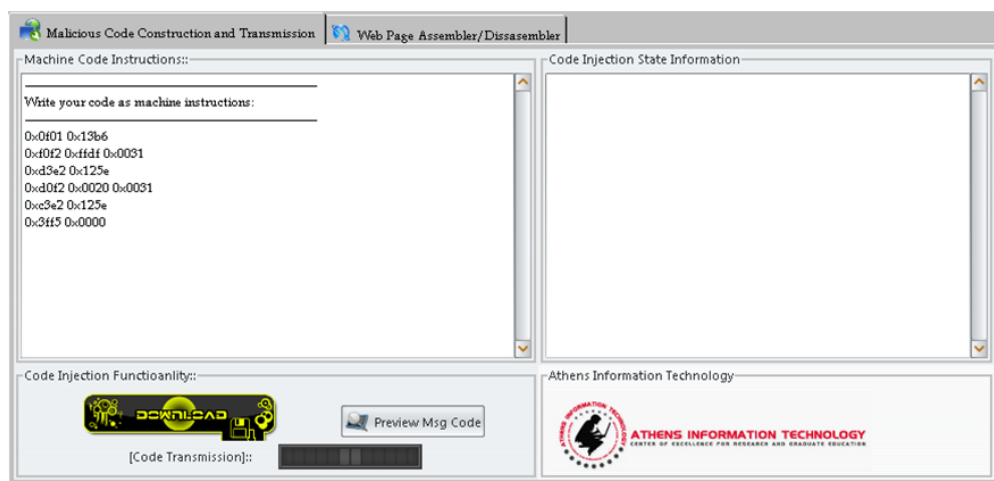 Malicious Code Construction and Transmission
Web Page Assembler/Dissasembler
Machine Code Instructions::
Write your code as machine instructions:
0x0f01 0x13b6
0xf0f2 0xffdf 0x0031
0xd3e2 0x125e
0xd0f2 0x0020 0x0031
0xc3e2 0x125e
0x3ff5 0x0000
Code Injection State Information
Code Injection Functioanlity::
DOWNLOAD
Preview Msg Code
[Code Transmission]::
Athens Information Technology
ATHENS INFORMATION TECHNOLOGY
CENTER OF EXCELLENCE FOR RESEARCH AND GRADUATE EDUCATION
ATHENS INFORMATION TECHNOLOGY